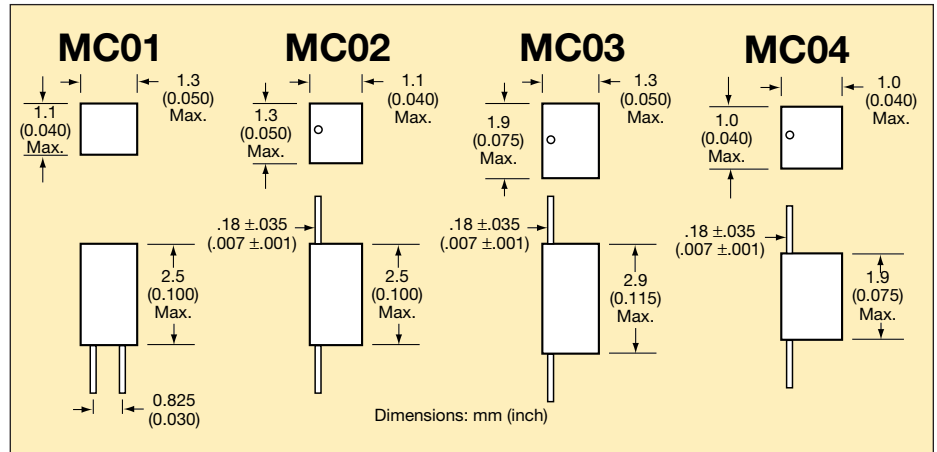 MC01
1.3
(0.050)
Max.
1.1
(0.040)
Max.
2.5
(0.100)
Max.
0.825
(0.030)
MC02
1.1
(0.040)
Max.
1.3
(0.050)
Max.
.18 ±.035
(.007 ±.001)
2.5
(0.100)
Max.
MC03
1.3
(0.050)
Max.
1.9
(0.075)
Max.
.18 ±.035
(.007 ±.001)
2.9
(0.115)
Max.
MC04
1.0
(0.040)
Max.
1.0
(0.040)
Max.
.18 ±.035
(.007 ±.001)
1.9
(0.075)
Max.
Dimensions: mm (inch)